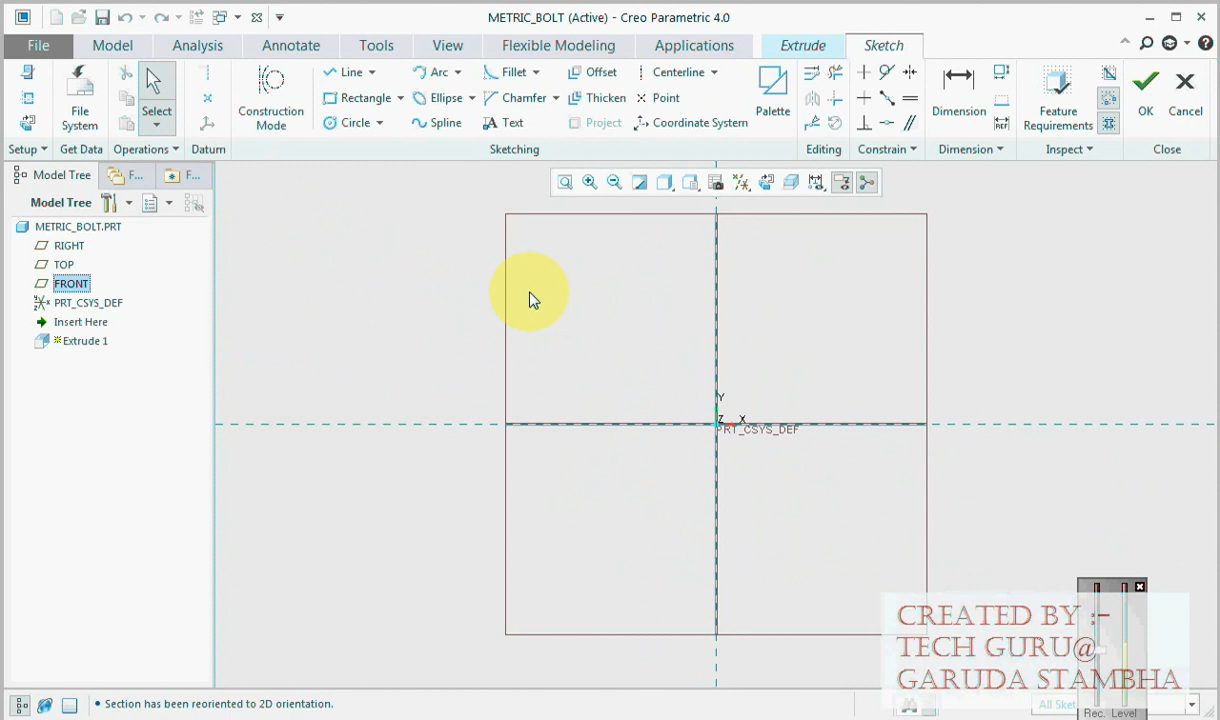 METRIC_BOLT (Active) - Creo Parametric 4.0
File Model Analysis Annotate Tools View Flexible Modeling Applications Extrude Sketch
Line Arc Fillet Offset Centerline
File System Select Construction Mode Rectangle Ellipse Chamfer Thicken Point Palette Dimension Feature Requirements OK Cancel
Circle Spline Text Project Coordinate System
Setup Get Data Operations Datum Sketching Editing Constrain Dimension Inspect Close
Model Tree F... F...
Model Tree
METRIC_BOLT.PRT
RIGHT
TOP
FRONT
PRT_CSYS_DEF
Insert Here
Extrude 1
Y
Z X
PRT_CSYS_DEF
CREATED BY :-
TECH GURU@
GARUDA STAMBHA
• Section has been reoriented to 2D orientation.
All Sket
Rec. Level